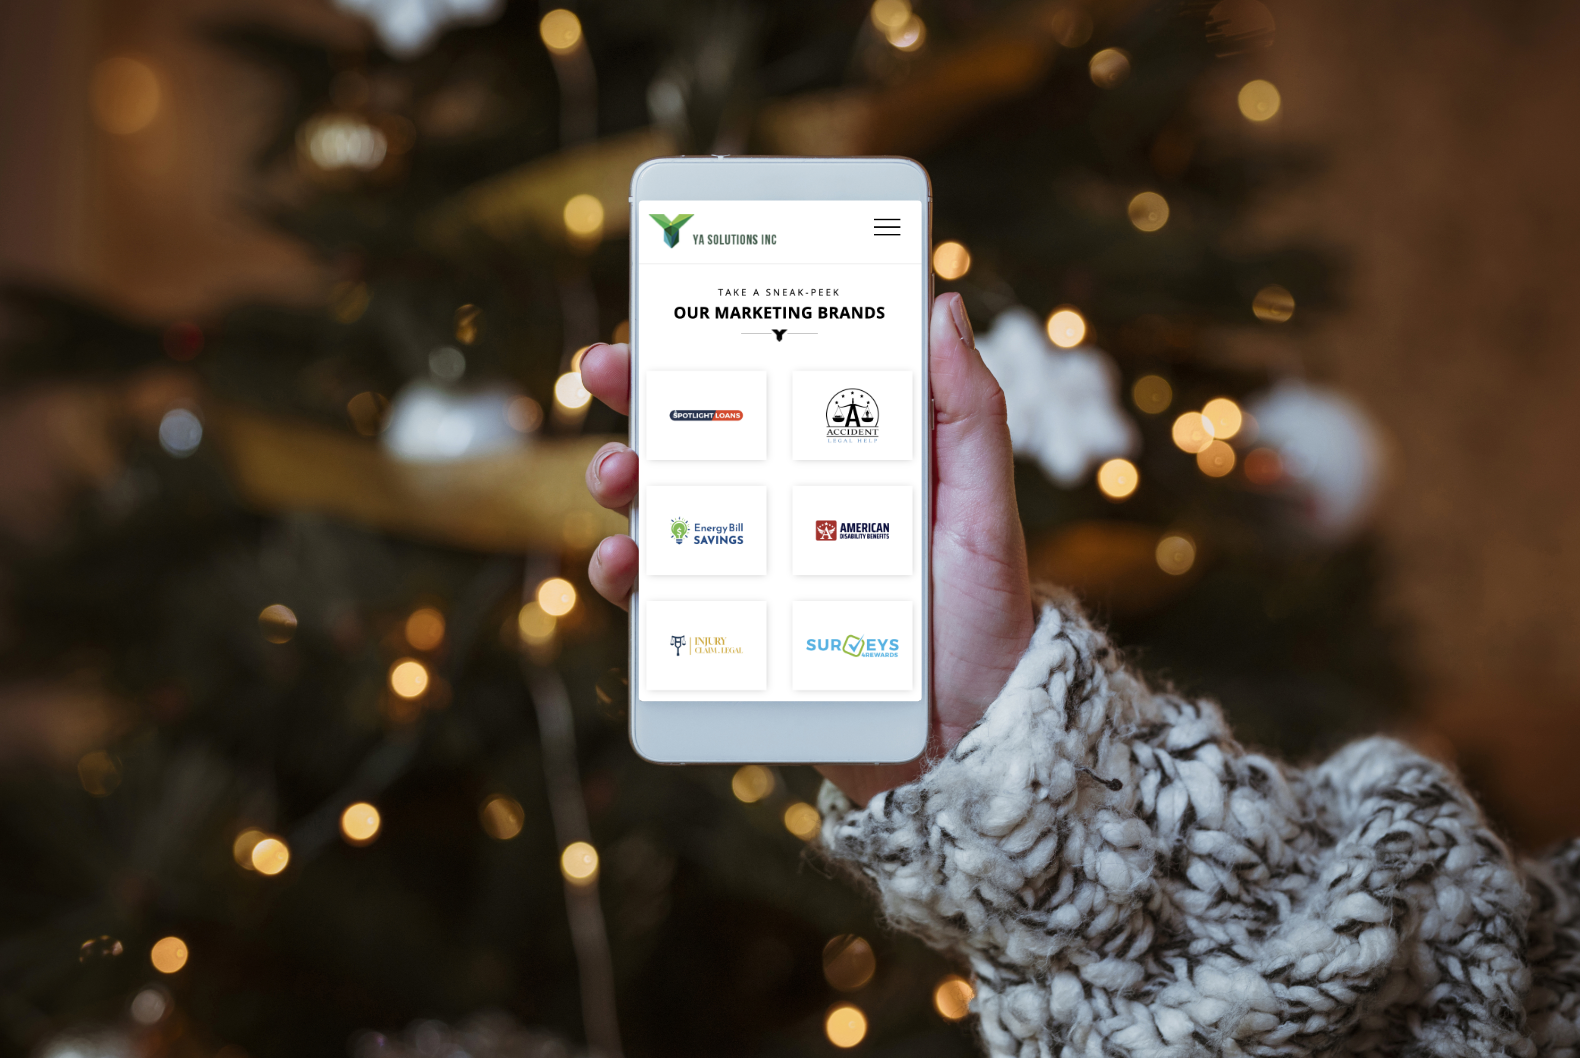 YA SOLUTIONS INC
TAKE A SNEAK-PEEK
OUR MARKETING BRANDS
SPOTLIGHT LOANS
A
ACCIDENT
LEGAL HELP
$
Energy Bill
SAVINGS
AMERICAN
DISABILITY BENEFITS
INJURY
CLAIM.LEGAL
SURVEYS
4REWARDS